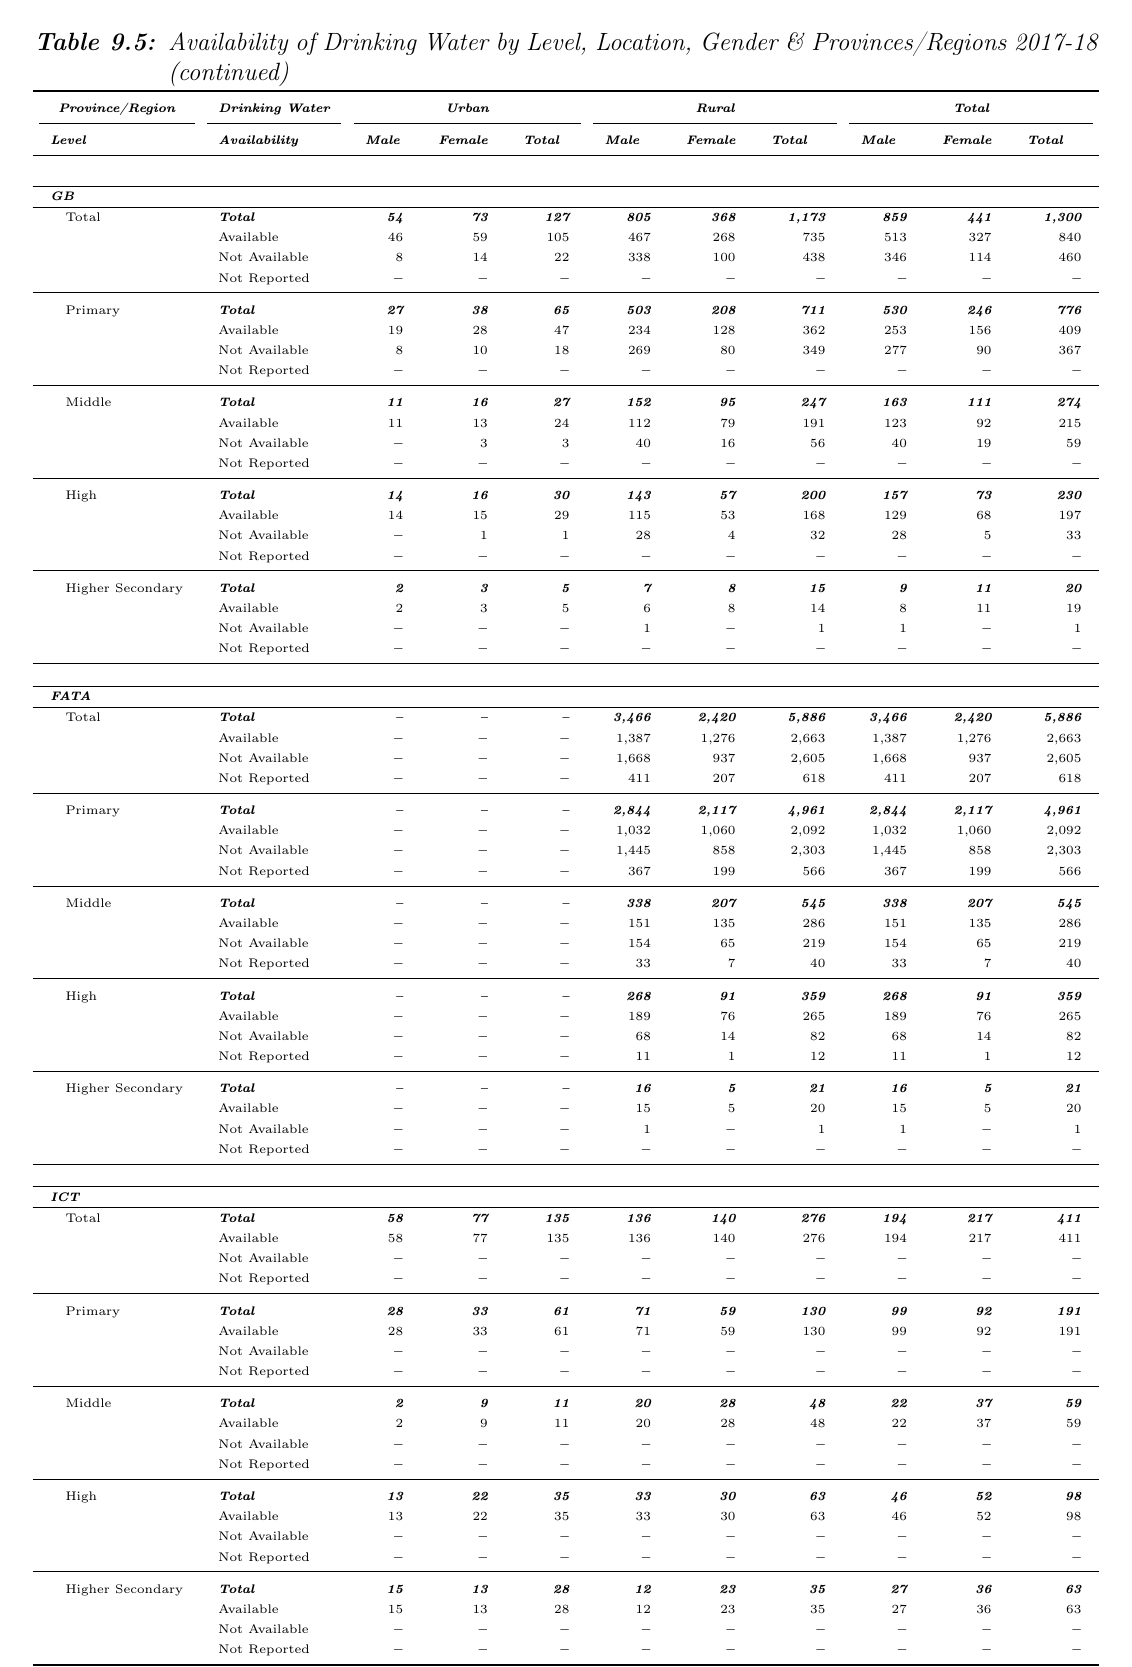 Table 9.5: Availability of Drinking Water by Level, Location, Gender & Provinces/Regions 2017-18
(continued)
Province/Region Drinking Water Urban Rural Total
Level Availability Male Female Total Male Female Total Male Female Total
GB
Total Total 54 73 127 805 368 1,173 859 441 1,300
Available 46 59 105 467 268 735 513 327 840
Not Available 8 14 22 338 100 438 346 114 460
Not Reported – – – – – – – – –
Primary Total 27 38 65 503 208 711 530 246 776
Available 19 28 47 234 128 362 253 156 409
Not Available 8 10 18 269 80 349 277 90 367
Not Reported – – – – – – – – –
Middle Total 11 16 27 152 95 247 163 111 274
Available 11 13 24 112 79 191 123 92 215
Not Available – 3 3 40 16 56 40 19 59
Not Reported – – – – – – – – –
High Total 14 16 30 143 57 200 157 73 230
Available 14 15 29 115 53 168 129 68 197
Not Available – 1 1 28 4 32 28 5 33
Not Reported – – – – – – – – –
Higher Secondary Total 2 3 5 7 8 15 9 11 20
Available 2 3 5 6 8 14 8 11 19
Not Available – – – 1 – 1 1 – 1
Not Reported – – – – – – – – –
FATA
Total Total – – – 3,466 2,420 5,886 3,466 2,420 5,886
Available – – – 1,387 1,276 2,663 1,387 1,276 2,663
Not Available – – – 1,668 937 2,605 1,668 937 2,605
Not Reported – – – 411 207 618 411 207 618
Primary Total – – – 2,844 2,117 4,961 2,844 2,117 4,961
Available – – – 1,032 1,060 2,092 1,032 1,060 2,092
Not Available – – – 1,445 858 2,303 1,445 858 2,303
Not Reported – – – 367 199 566 367 199 566
Middle Total – – – 338 207 545 338 207 545
Available – – – 151 135 286 151 135 286
Not Available – – – 154 65 219 154 65 219
Not Reported – – – 33 7 40 33 7 40
High Total – – – 268 91 359 268 91 359
Available – – – 189 76 265 189 76 265
Not Available – – – 68 14 82 68 14 82
Not Reported – – – 11 1 12 11 1 12
Higher Secondary Total – – – 16 5 21 16 5 21
Available – – – 15 5 20 15 5 20
Not Available – – – 1 – 1 1 – 1
Not Reported – – – – – – – – –
ICT
Total Total 58 77 135 136 140 276 194 217 411
Available 58 77 135 136 140 276 194 217 411
Not Available – – – – – – – – –
Not Reported – – – – – – – – –
Primary Total 28 33 61 71 59 130 99 92 191
Available 28 33 61 71 59 130 99 92 191
Not Available – – – – – – – – –
Not Reported – – – – – – – – –
Middle Total 2 9 11 20 28 48 22 37 59
Available 2 9 11 20 28 48 22 37 59
Not Available – – – – – – – – –
Not Reported – – – – – – – – –
High Total 13 22 35 33 30 63 46 52 98
Available 13 22 35 33 30 63 46 52 98
Not Available – – – – – – – – –
Not Reported – – – – – – – – –
Higher Secondary Total 15 13 28 12 23 35 27 36 63
Available 15 13 28 12 23 35 27 36 63
Not Available – – – – – – – – –
Not Reported – – – – – – – – –